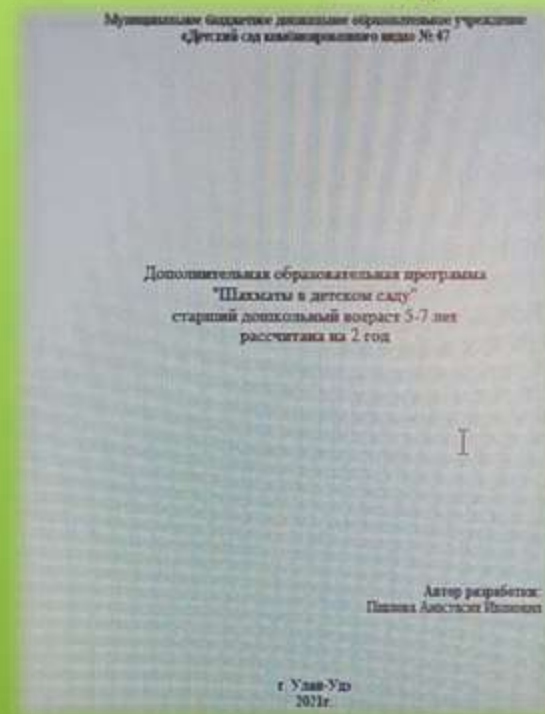 Муниципальное бюджетное дошкольное образовательное учреждение
«Детский сад комбинированного вида» № 47
Дополнительная образовательная программа
"Шахматы в детском саду"
старший дошкольный возраст 5-7 лет
рассчитана на 2 год
Автор разработки:
Анастасия
г. Улан-Удэ
2021г.